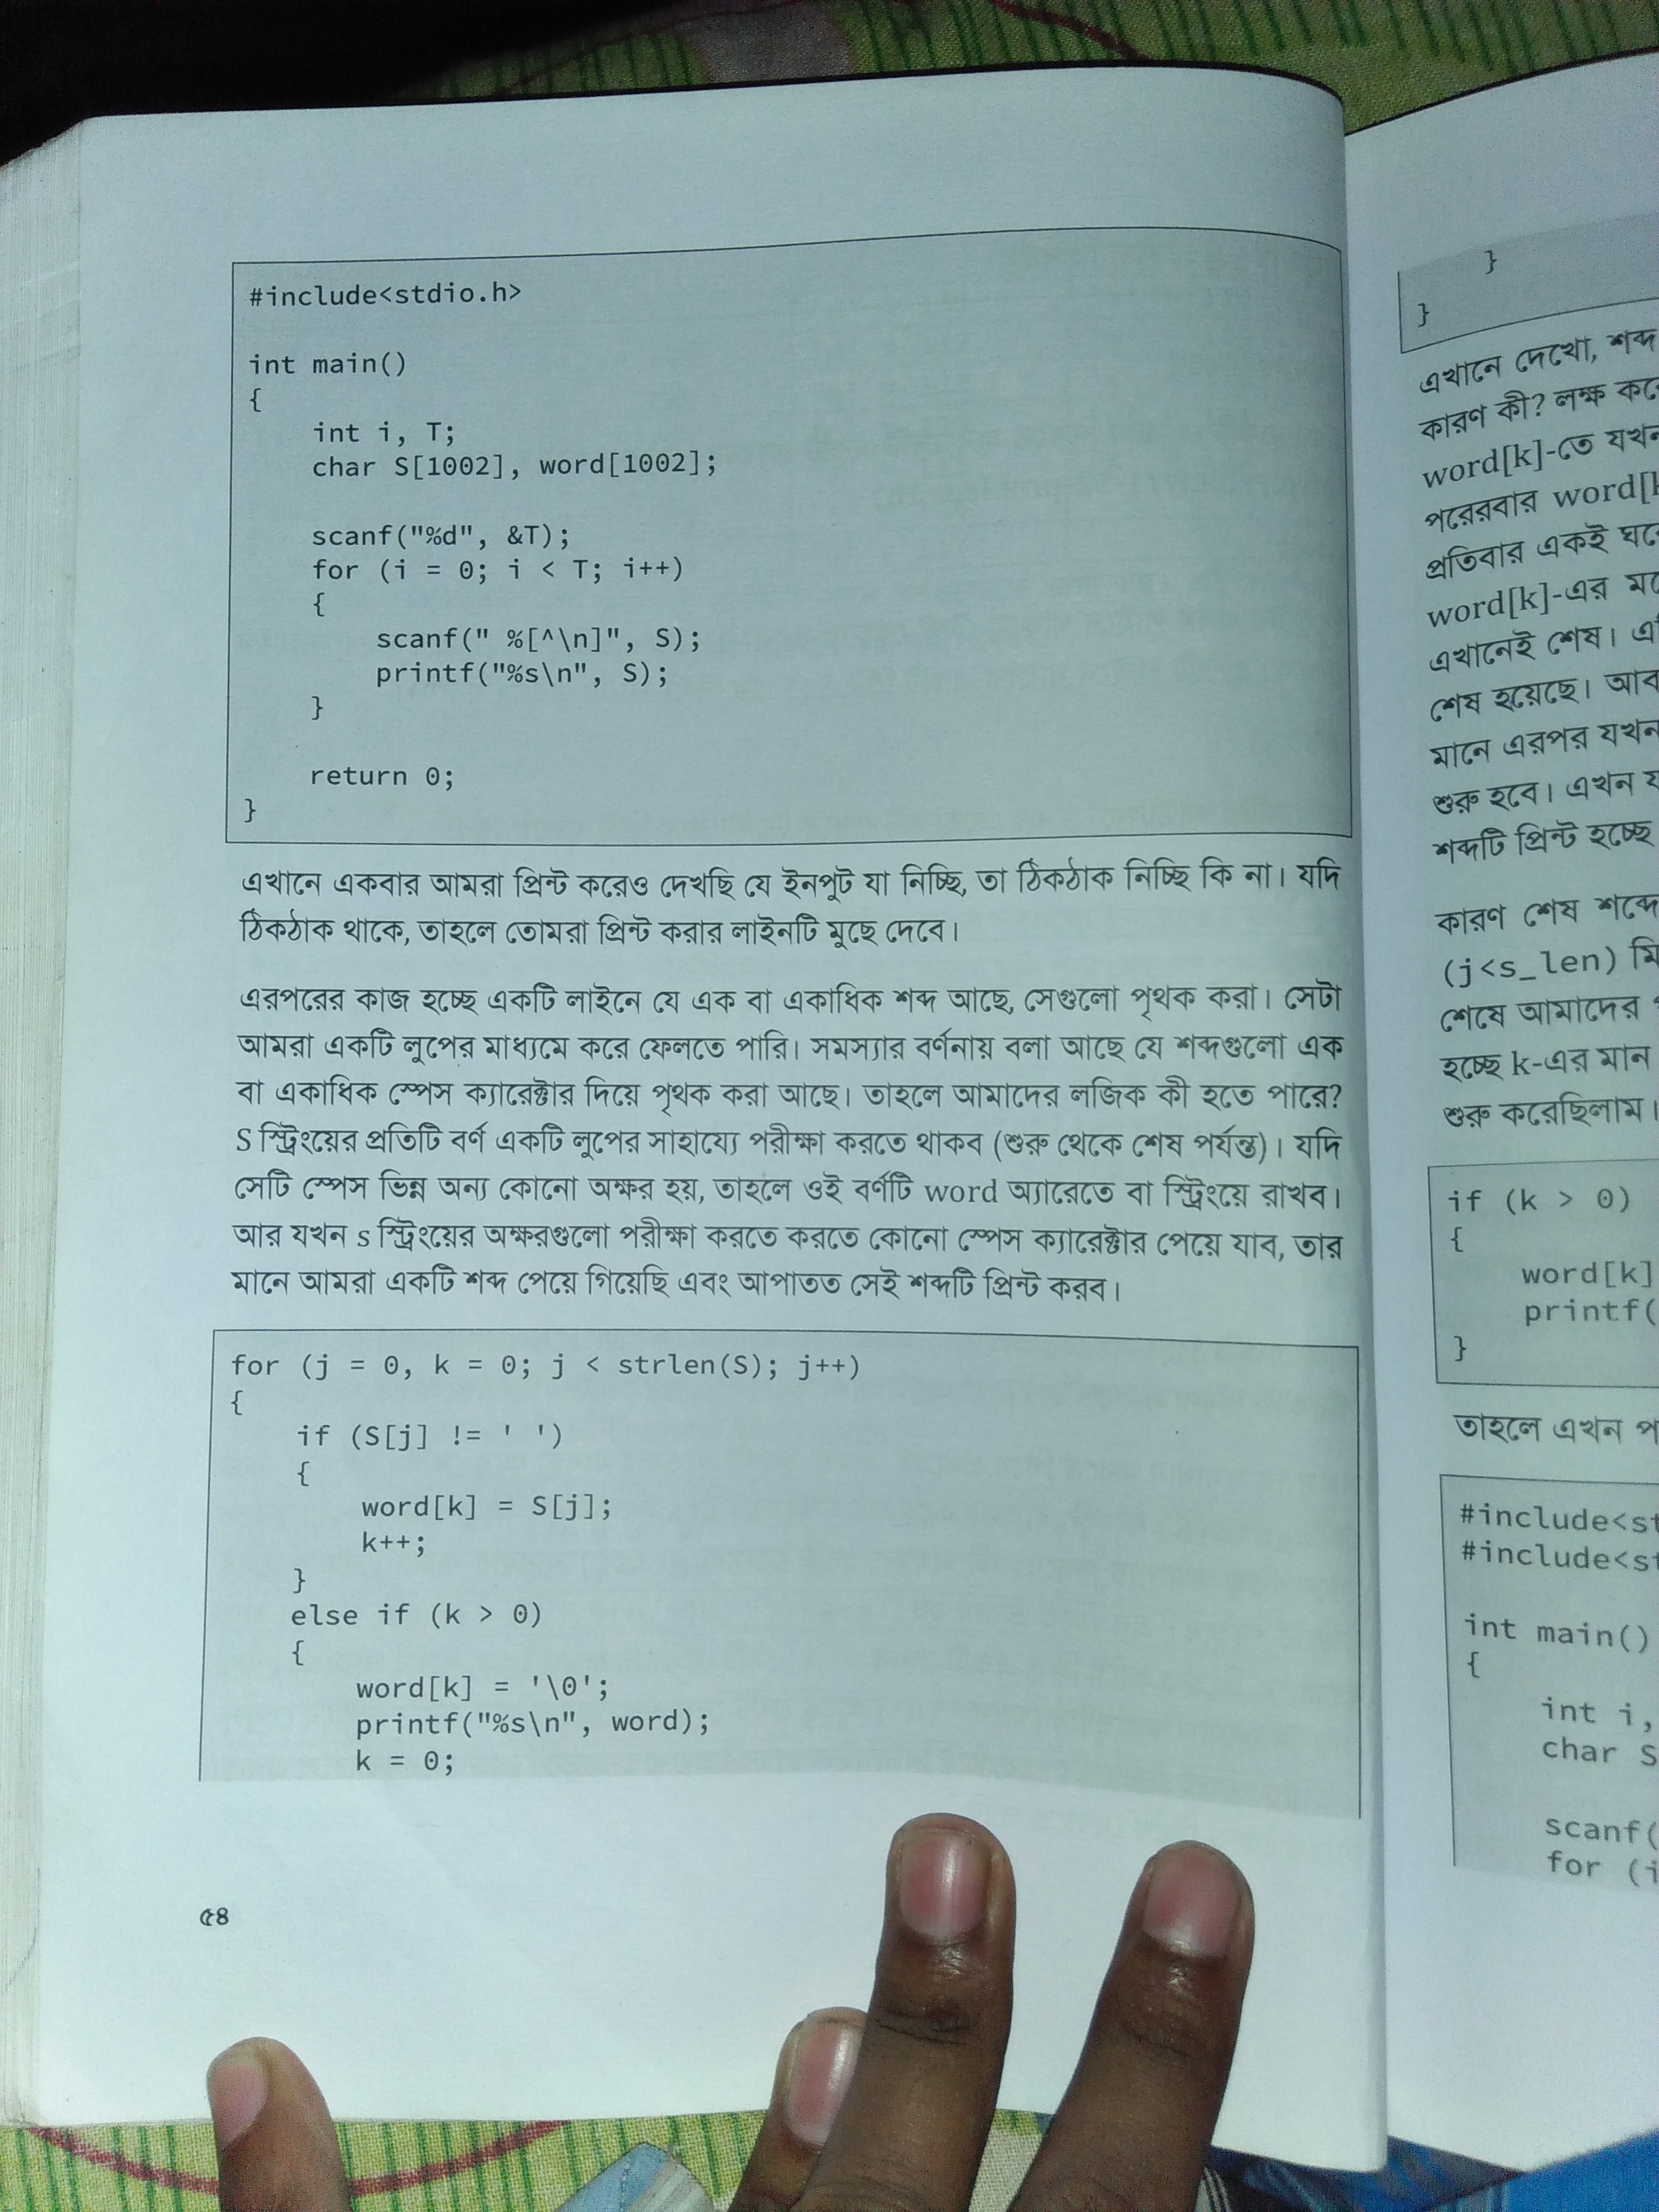 #include<stdio.h>
int main()
{
int i, T;
char S[1002], word[1002];
scanf("%d", &T);
for (i = 0; i < T; i++)
{
scanf(" %[^\n]", S);
printf("%s\n", S);
}
return 0;
}
এখানে একবার আমরা প্রিন্ট করেও দেখছি যে ইনপুট যা নিচ্ছি, তা ঠিকঠাক নিচ্ছি কি না। যদি
ঠিকঠাক থাকে, তাহলে তোমরা প্রিন্ট করার লাইনটি মুছে দেবে।
এরপরের কাজ হচ্ছে একটি লাইনে যে এক বা একাধিক শব্দ আছে, সেগুলো পৃথক করা। সেটা
আমরা একটি লুপের মাধ্যমে করে ফেলতে পারি। সমস্যার বর্ণনায় বলা আছে যে শব্দগুলো এক
বা একাধিক স্পেস ক্যারেক্টার দিয়ে পৃথক করা আছে। তাহলে আমাদের লজিক কী হতে পারে?
S স্ট্রিংয়ের প্রতিটি বর্ণ একটি লুপের সাহায্যে পরীক্ষা করতে থাকব (শুরু থেকে শেষ পর্যন্ত)। যদি
সেটি স্পেস ভিন্ন অন্য কোনো অক্ষর হয়, তাহলে ওই বর্ণটি word অ্যারেতে বা স্ট্রিংয়ে রাখব।
আর যখন s স্ট্রিংয়ের অক্ষরগুলো পরীক্ষা করতে করতে কোনো স্পেস ক্যারেক্টার পেয়ে যাব, তার
মানে আমরা একটি শব্দ পেয়ে গিয়েছি এবং আপাতত সেই শব্দটি প্রিন্ট করব।
for (j = 0, k = 0; j < strlen(S); j++)
{
if (S[j] != ' ')
{
word[k] = S[j];
k++;
}
else if (k > 0)
{
word[k] = '\0';
printf("%s\n", word);
k = 0;
৫৪
}
}
এখানে দেখো, শব্দ
কারণ কী? লক্ষ
word[k]-তে
পরেরবার
প্রতিবার একই
word[k]-এর
এখানেই শেষ।
শেষ হয়েছে।
মানে এরপর যখন
শুরু হবে। এখন
শব্দটি প্রিন্ট হচ্ছে
কারণ শেষ
(j<s_len)
শেষে আমাদের
হচ্ছে k-এর মান
শুরু করেছিলাম।
if (k > 0)
{
word[k]
printf(
}
তাহলে এখন
#include<st
#include<st
int main()
{
int i,
char S
scanf(
for (i